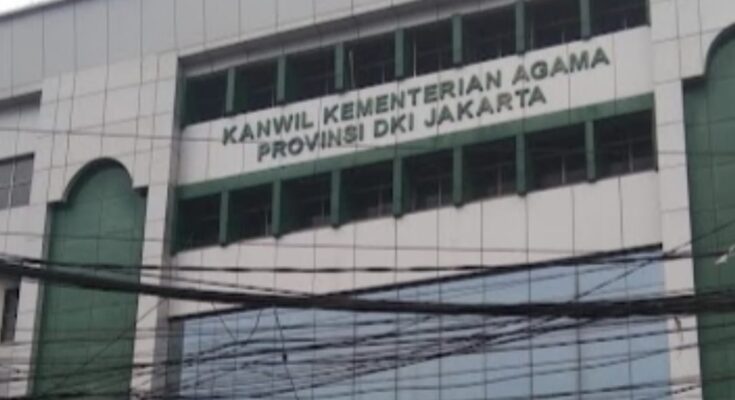 KANWIL KEMENTERIAN AGAMA
PROVINSI DKI JAKARTA